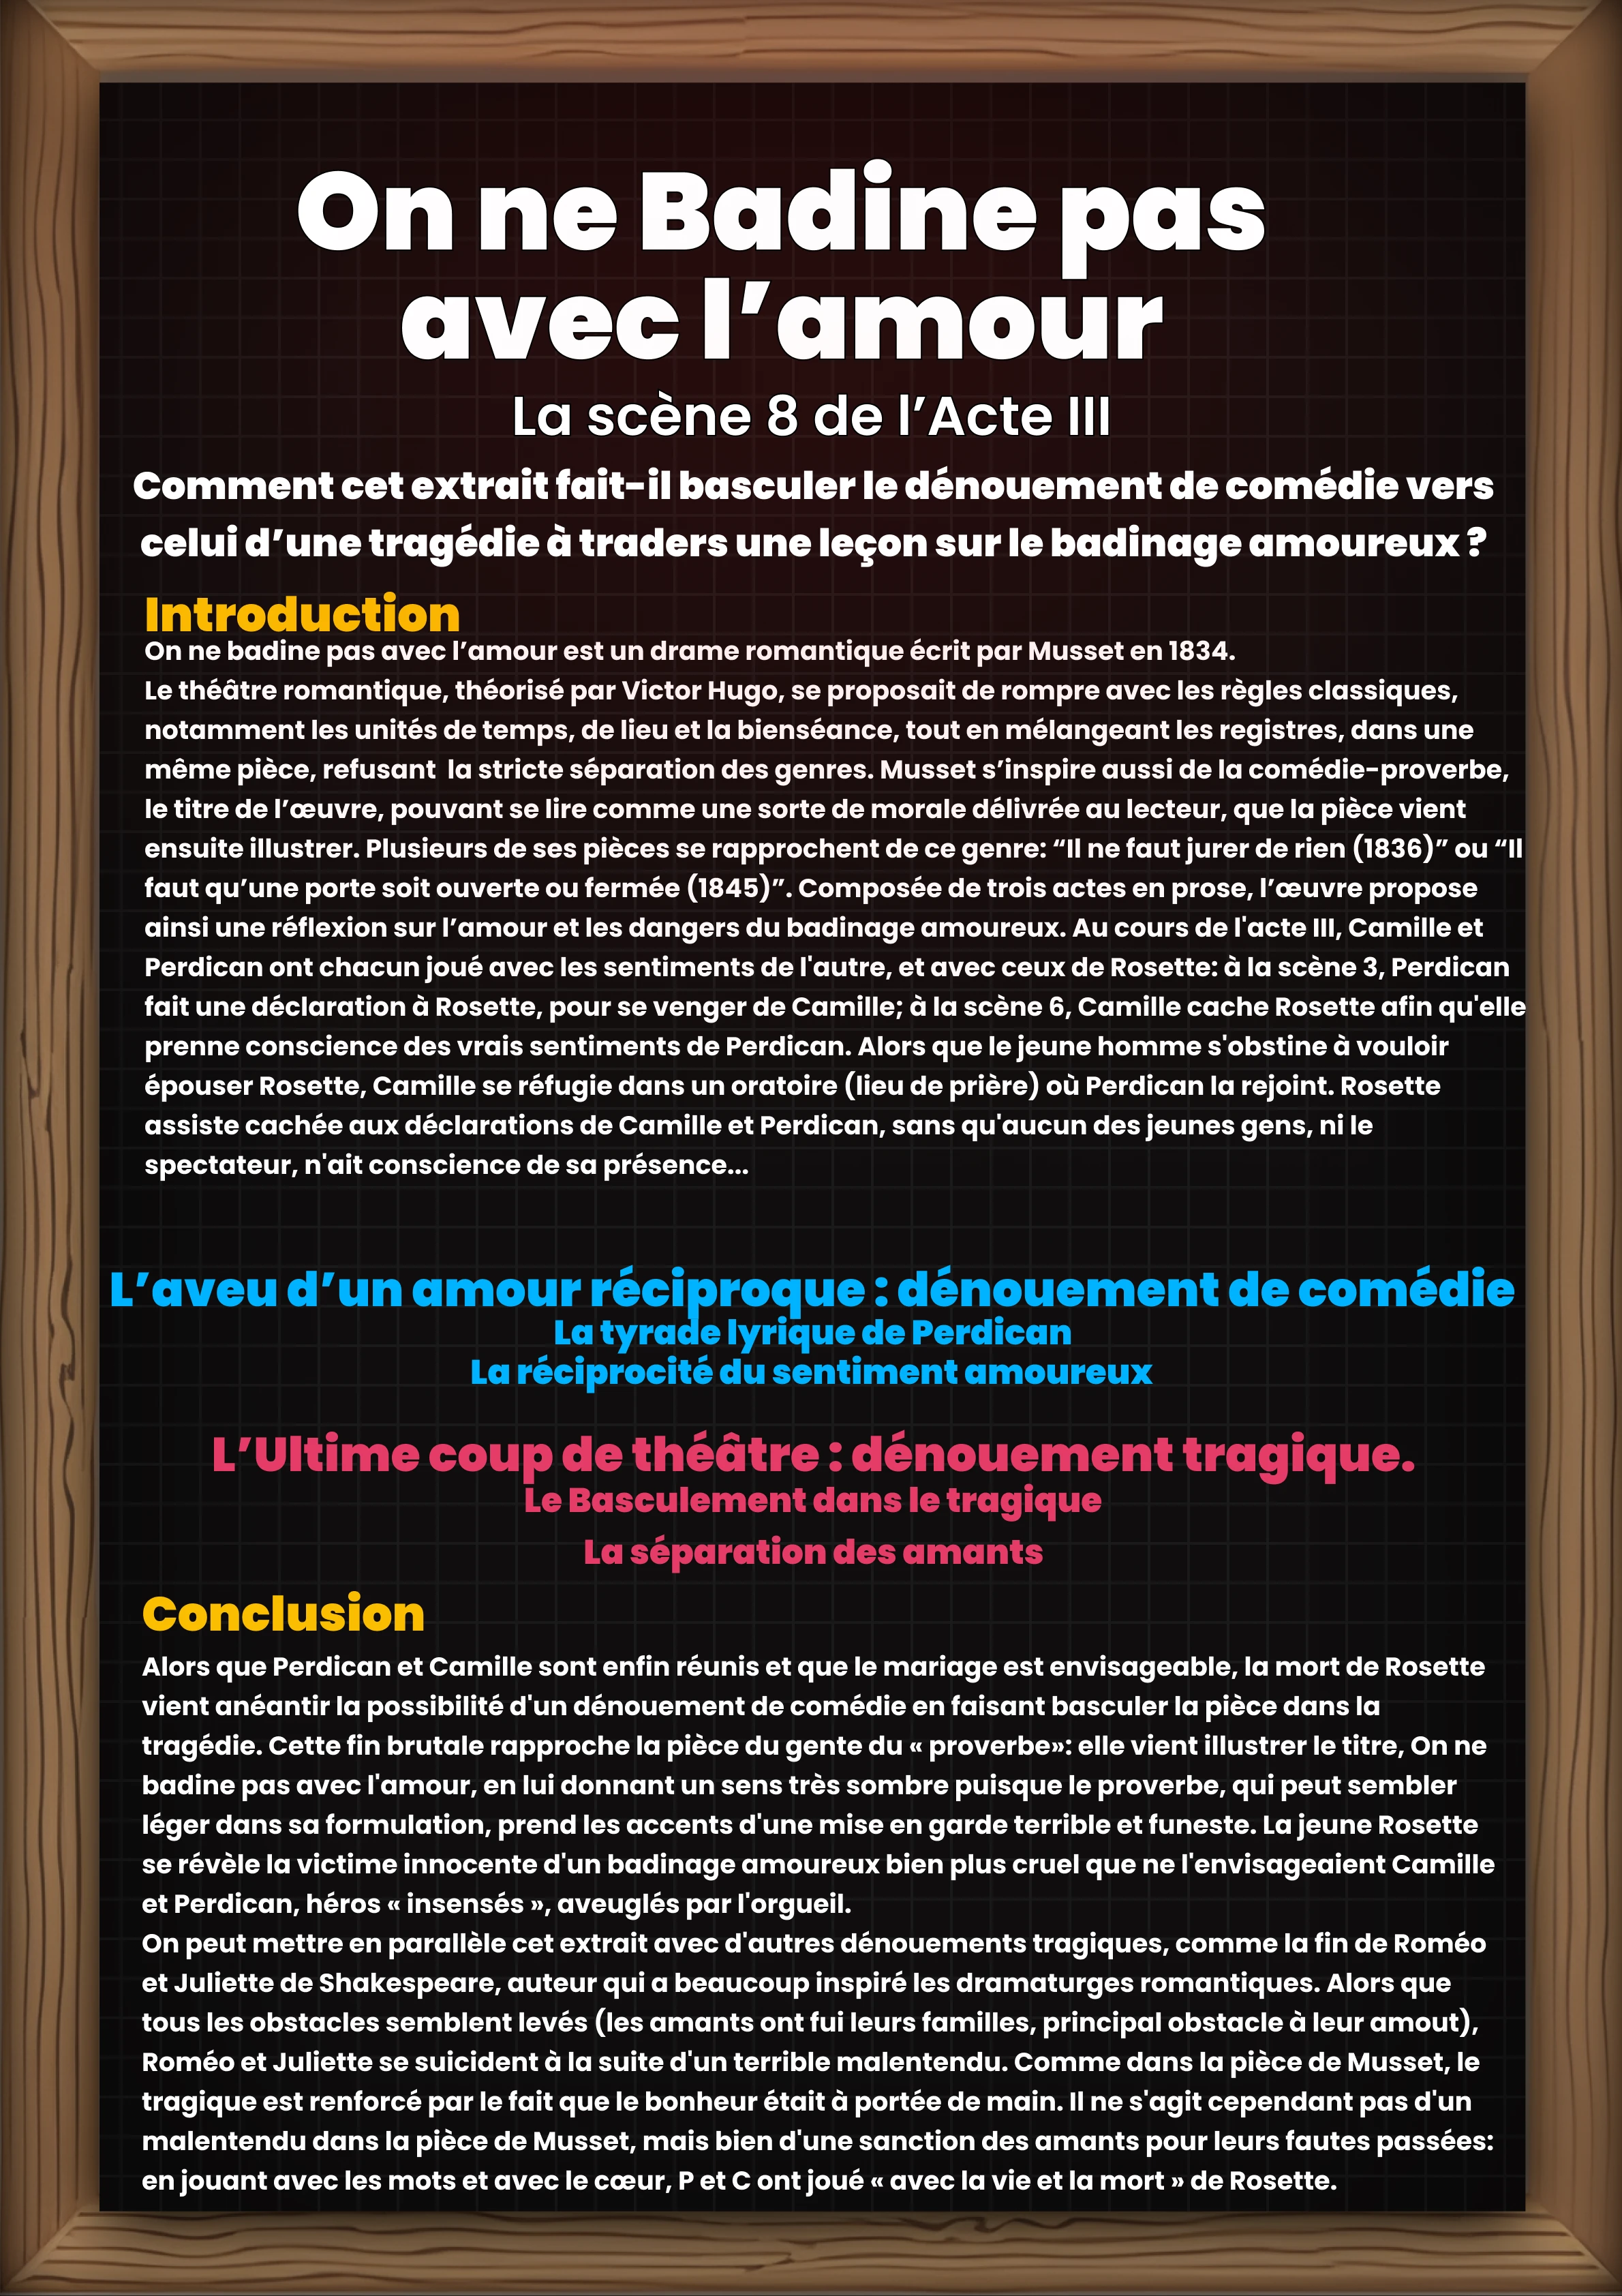 On ne Badine pas
avec l’amour
La scène 8 de l’Acte III
Comment cet extrait fait-il basculer le dénouement de comédie vers
celui d’une tragédie à traders une leçon sur le badinage amoureux ?
Introduction
On ne badine pas avec l’amour est un drame romantique écrit par Musset en 1834.
Le théâtre romantique, théorisé par Victor Hugo, se proposait de rompre avec les règles classiques,
notamment les unités de temps, de lieu et la bienséance, tout en mélangeant les registres, dans une
même pièce, refusant  la stricte séparation des genres. Musset s’inspire aussi de la comédie-proverbe,
le titre de l’œuvre, pouvant se lire comme une sorte de morale délivrée au lecteur, que la pièce vient
ensuite illustrer. Plusieurs de ses pièces se rapprochent de ce genre: “Il ne faut jurer de rien (1836)” ou “Il
faut qu’une porte soit ouverte ou fermée (1845)”. Composée de trois actes en prose, l’œuvre propose
ainsi une réflexion sur l’amour et les dangers du badinage amoureux. Au cours de l'acte III, Camille et
Perdican ont chacun joué avec les sentiments de l'autre, et avec ceux de Rosette: à la scène 3, Perdican
fait une déclaration à Rosette, pour se venger de Camille; à la scène 6, Camille cache Rosette afin qu'elle
prenne conscience des vrais sentiments de Perdican. Alors que le jeune homme s'obstine à vouloir
épouser Rosette, Camille se réfugie dans un oratoire (lieu de prière) où Perdican la rejoint. Rosette
assiste cachée aux déclarations de Camille et Perdican, sans qu'aucun des jeunes gens, ni le
spectateur, n'ait conscience de sa présence...
L’aveu d’un amour réciproque : dénouement de comédie
La tyrade lyrique de Perdican
La réciprocité du sentiment amoureux
L’Ultime coup de théâtre : dénouement tragique.
Le Basculement dans le tragique
La séparation des amants
Conclusion
Alors que Perdican et Camille sont enfin réunis et que le mariage est envisageable, la mort de Rosette
vient anéantir la possibilité d'un dénouement de comédie en faisant basculer la pièce dans la
tragédie. Cette fin brutale rapproche la pièce du gente du « proverbe»: elle vient illustrer le titre, On ne
badine pas avec l'amour, en lui donnant un sens très sombre puisque le proverbe, qui peut sembler
léger dans sa formulation, prend les accents d'une mise en garde terrible et funeste. La jeune Rosette
se révèle la victime innocente d'un badinage amoureux bien plus cruel que ne l'envisageaient Camille
et Perdican, héros « insensés », aveuglés par l'orgueil.
On peut mettre en parallèle cet extrait avec d'autres dénouements tragiques, comme la fin de Roméo
et Juliette de Shakespeare, auteur qui a beaucoup inspiré les dramaturges romantiques. Alors que
tous les obstacles semblent levés (les amants ont fui leurs familles, principal obstacle à leur amout),
Roméo et Juliette se suicident à la suite d'un terrible malentendu. Comme dans la pièce de Musset, le
tragique est renforcé par le fait que le bonheur était à portée de main. Il ne s'agit cependant pas d'un
malentendu dans la pièce de Musset, mais bien d'une sanction des amants pour leurs fautes passées:
en jouant avec les mots et avec le cœur, P et C ont joué « avec la vie et la mort » de Rosette.